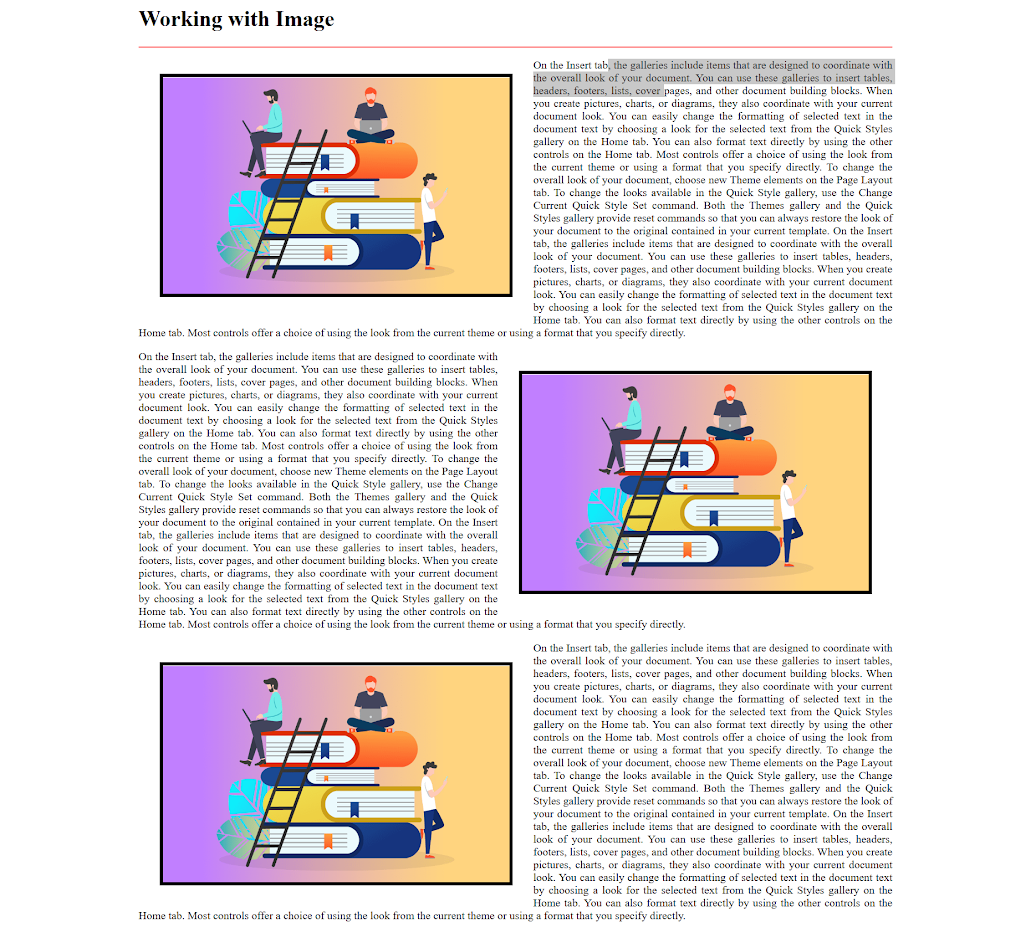 Working with Image
On the Insert tab, the galleries include items that are designed to coordinate with
the overall look of your document. You can use these galleries to insert tables,
headers, footers, lists, cover pages, and other document building blocks. When
you create pictures, charts, or diagrams, they also coordinate with your current
document look. You can easily change the formatting of selected text in the
document text by choosing a look for the selected text from the Quick Styles
gallery on the Home tab. You can also format text directly by using the other
controls on the Home tab. Most controls offer a choice of using the look from
the current theme or using a format that you specify directly. To change the
overall look of your document, choose new Theme elements on the Page Layout
tab. To change the looks available in the Quick Style gallery, use the Change
Current Quick Style Set command. Both the Themes gallery and the Quick
Styles gallery provide reset commands so that you can always restore the look of
your document to the original contained in your current template. On the Insert
tab, the galleries include items that are designed to coordinate with the overall
look of your document. You can use these galleries to insert tables, headers,
footers, lists, cover pages, and other document building blocks. When you create
pictures, charts, or diagrams, they also coordinate with your current document
look. You can easily change the formatting of selected text in the document text
by choosing a look for the selected text from the Quick Styles gallery on the
Home tab. You can also format text directly by using the other controls on the
Home tab. Most controls offer a choice of using the look from the current theme or using a format that you specify directly.
On the Insert tab, the galleries include items that are designed to coordinate with
the overall look of your document. You can use these galleries to insert tables,
headers, footers, lists, cover pages, and other document building blocks. When
you create pictures, charts, or diagrams, they also coordinate with your current
document look. You can easily change the formatting of selected text in the
document text by choosing a look for the selected text from the Quick Styles
gallery on the Home tab. You can also format text directly by using the other
controls on the Home tab. Most controls offer a choice of using the look from
the current theme or using a format that you specify directly. To change the
overall look of your document, choose new Theme elements on the Page Layout
tab. To change the looks available in the Quick Style gallery, use the Change
Current Quick Style Set command. Both the Themes gallery and the Quick
Styles gallery provide reset commands so that you can always restore the look of
your document to the original contained in your current template. On the Insert
tab, the galleries include items that are designed to coordinate with the overall
look of your document. You can use these galleries to insert tables, headers,
footers, lists, cover pages, and other document building blocks. When you create
pictures, charts, or diagrams, they also coordinate with your current document
look. You can easily change the formatting of selected text in the document text
by choosing a look for the selected text from the Quick Styles gallery on the
Home tab. You can also format text directly by using the other controls on the
Home tab. Most controls offer a choice of using the look from the current theme or using a format that you specify directly.
On the Insert tab, the galleries include items that are designed to coordinate with
the overall look of your document. You can use these galleries to insert tables,
headers, footers, lists, cover pages, and other document building blocks. When
you create pictures, charts, or diagrams, they also coordinate with your current
document look. You can easily change the formatting of selected text in the
document text by choosing a look for the selected text from the Quick Styles
gallery on the Home tab. You can also format text directly by using the other
controls on the Home tab. Most controls offer a choice of using the look from
the current theme or using a format that you specify directly. To change the
overall look of your document, choose new Theme elements on the Page Layout
tab. To change the looks available in the Quick Style gallery, use the Change
Current Quick Style Set command. Both the Themes gallery and the Quick
Styles gallery provide reset commands so that you can always restore the look of
your document to the original contained in your current template. On the Insert
tab, the galleries include items that are designed to coordinate with the overall
look of your document. You can use these galleries to insert tables, headers,
footers, lists, cover pages, and other document building blocks. When you create
pictures, charts, or diagrams, they also coordinate with your current document
look. You can easily change the formatting of selected text in the document text
by choosing a look for the selected text from the Quick Styles gallery on the
Home tab. You can also format text directly by using the other controls on the
Home tab. Most controls offer a choice of using the look from the current theme or using a format that you specify directly.